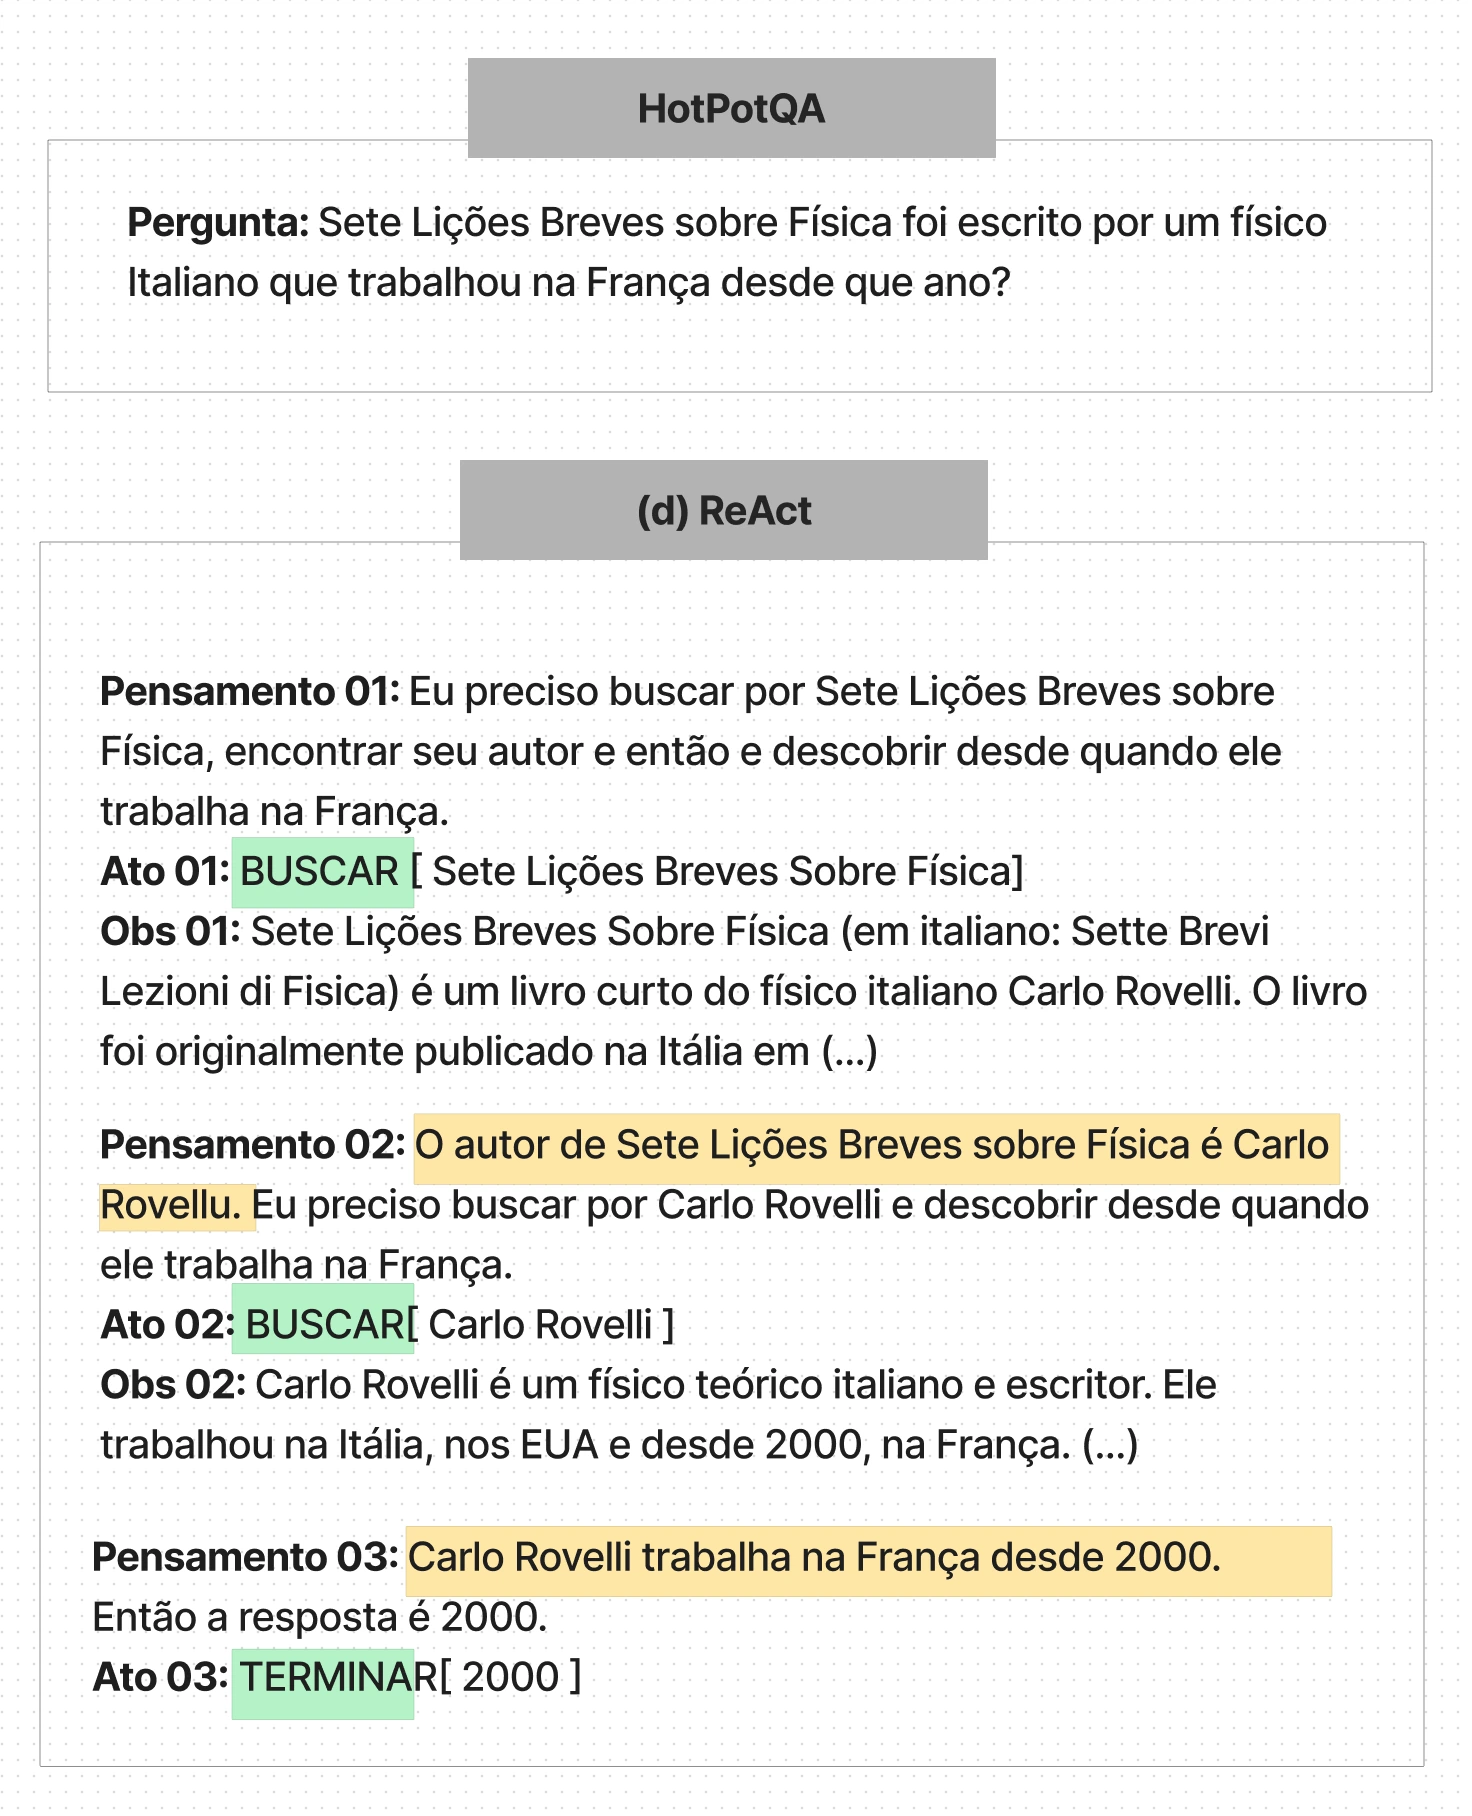 HotPotQA
Pergunta: Sete Lições Breves sobre Física foi escrito por um físico
Italiano que trabalhou na França desde que ano?
(d) ReAct
Pensamento 01: Eu preciso buscar por Sete Lições Breves sobre
Física, encontrar seu autor e então e descobrir desde quando ele
trabalha na França.
Ato 01: BUSCAR [ Sete Lições Breves Sobre Física]
Obs 01: Sete Lições Breves Sobre Física (em italiano: Sette Brevi
Lezioni di Fisica) é um livro curto do físico italiano Carlo Rovelli. O livro
foi originalmente publicado na Itália em (...)
Pensamento 02: O autor de Sete Lições Breves sobre Física é Carlo
Rovellu. Eu preciso buscar por Carlo Rovelli e descobrir desde quando
ele trabalha na França.
Ato 02: BUSCAR[ Carlo Rovelli ]
Obs 02: Carlo Rovelli é um físico teórico italiano e escritor. Ele
trabalhou na Itália, nos EUA e desde 2000, na França. (...)
Pensamento 03: Carlo Rovelli trabalha na França desde 2000.
Então a resposta é 2000.
Ato 03: TERMINAR[ 2000 ]